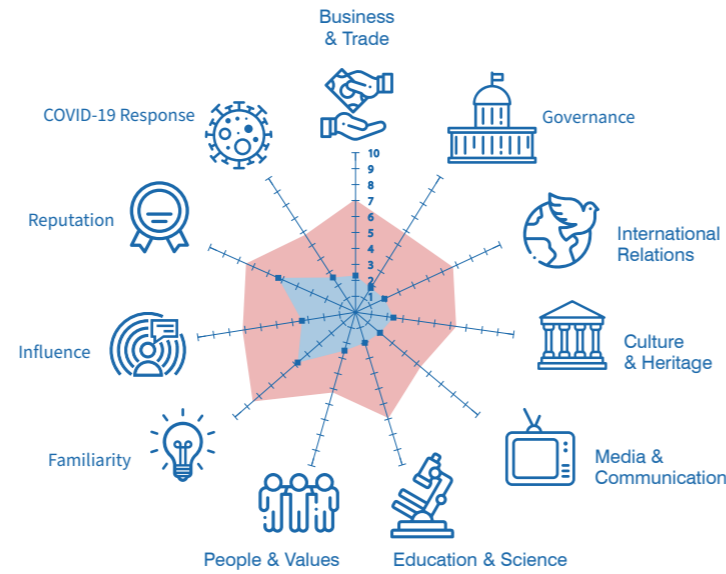 Business
& Trade
COVID-19 Response
Governance
10
9
8
7
6
5
4
3
2
1
Reputation
International
Relations
Influence
Culture
& Heritage
Familiarity
Media &
Communication
People & Values
Education & Science